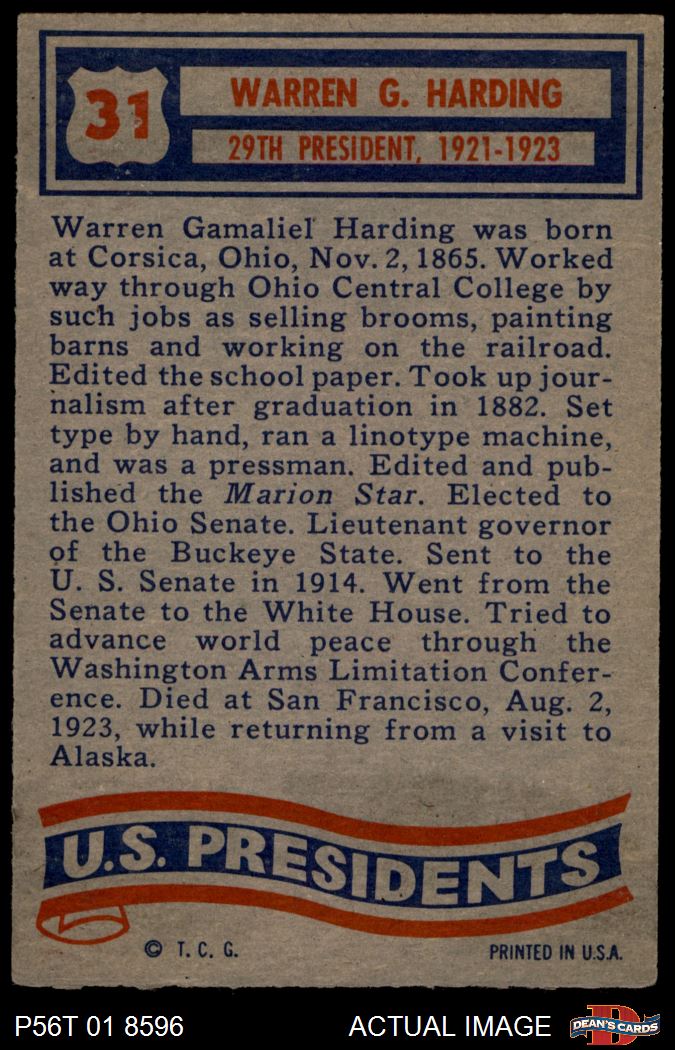 31
WARREN G. HARDING
29TH PRESIDENT, 1921-1923
Warren Gamaliel Harding was born
at Corsica, Ohio, Nov. 2, 1865. Worked
way through Ohio Central College by
such jobs as selling brooms, painting
barns and working on the railroad.
Edited the school paper. Took up jour-
nalism after graduation in 1882. Set
type by hand, ran a linotype machine,
and was a pressman. Edited and pub-
lished the Marion Star. Elected to
the Ohio Senate. Lieutenant governor
of the Buckeye State. Sent to the
U. S. Senate in 1914. Went from the
Senate to the White House. Tried to
advance world peace through the
Washington Arms Limitation Confer-
ence. Died at San Francisco, Aug. 2,
1923, while returning from a visit to
Alaska.
U.S. PRESIDENTS
© T. C. G.
PRINTED IN U.S.A.
P56T 01 8596
ACTUAL IMAGE
D
DEAN'S CARDS